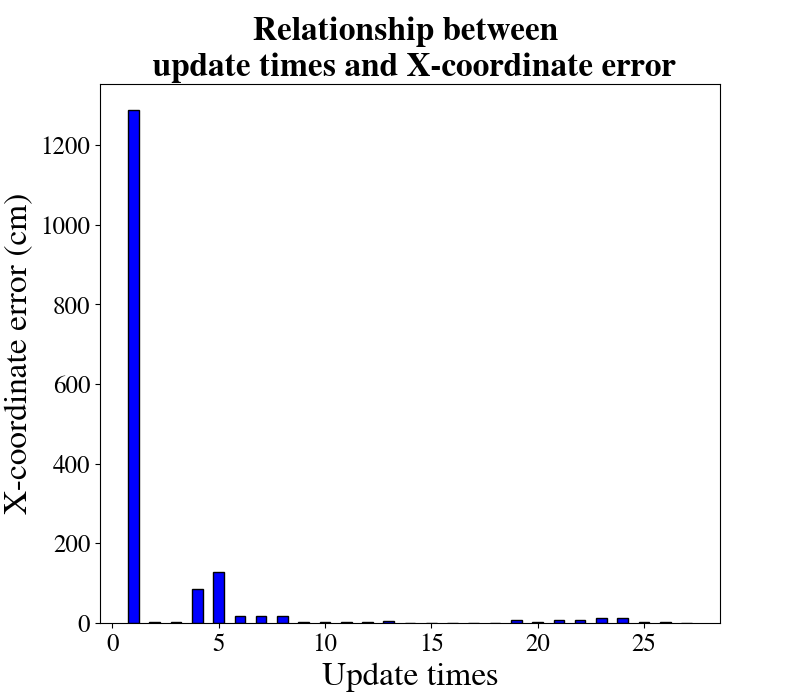 Relationship between
update times and X-coordinate error
X-coordinate error (cm)
1200
1000
800
600
400
200
0
0 5 10 15 20 25
Update times